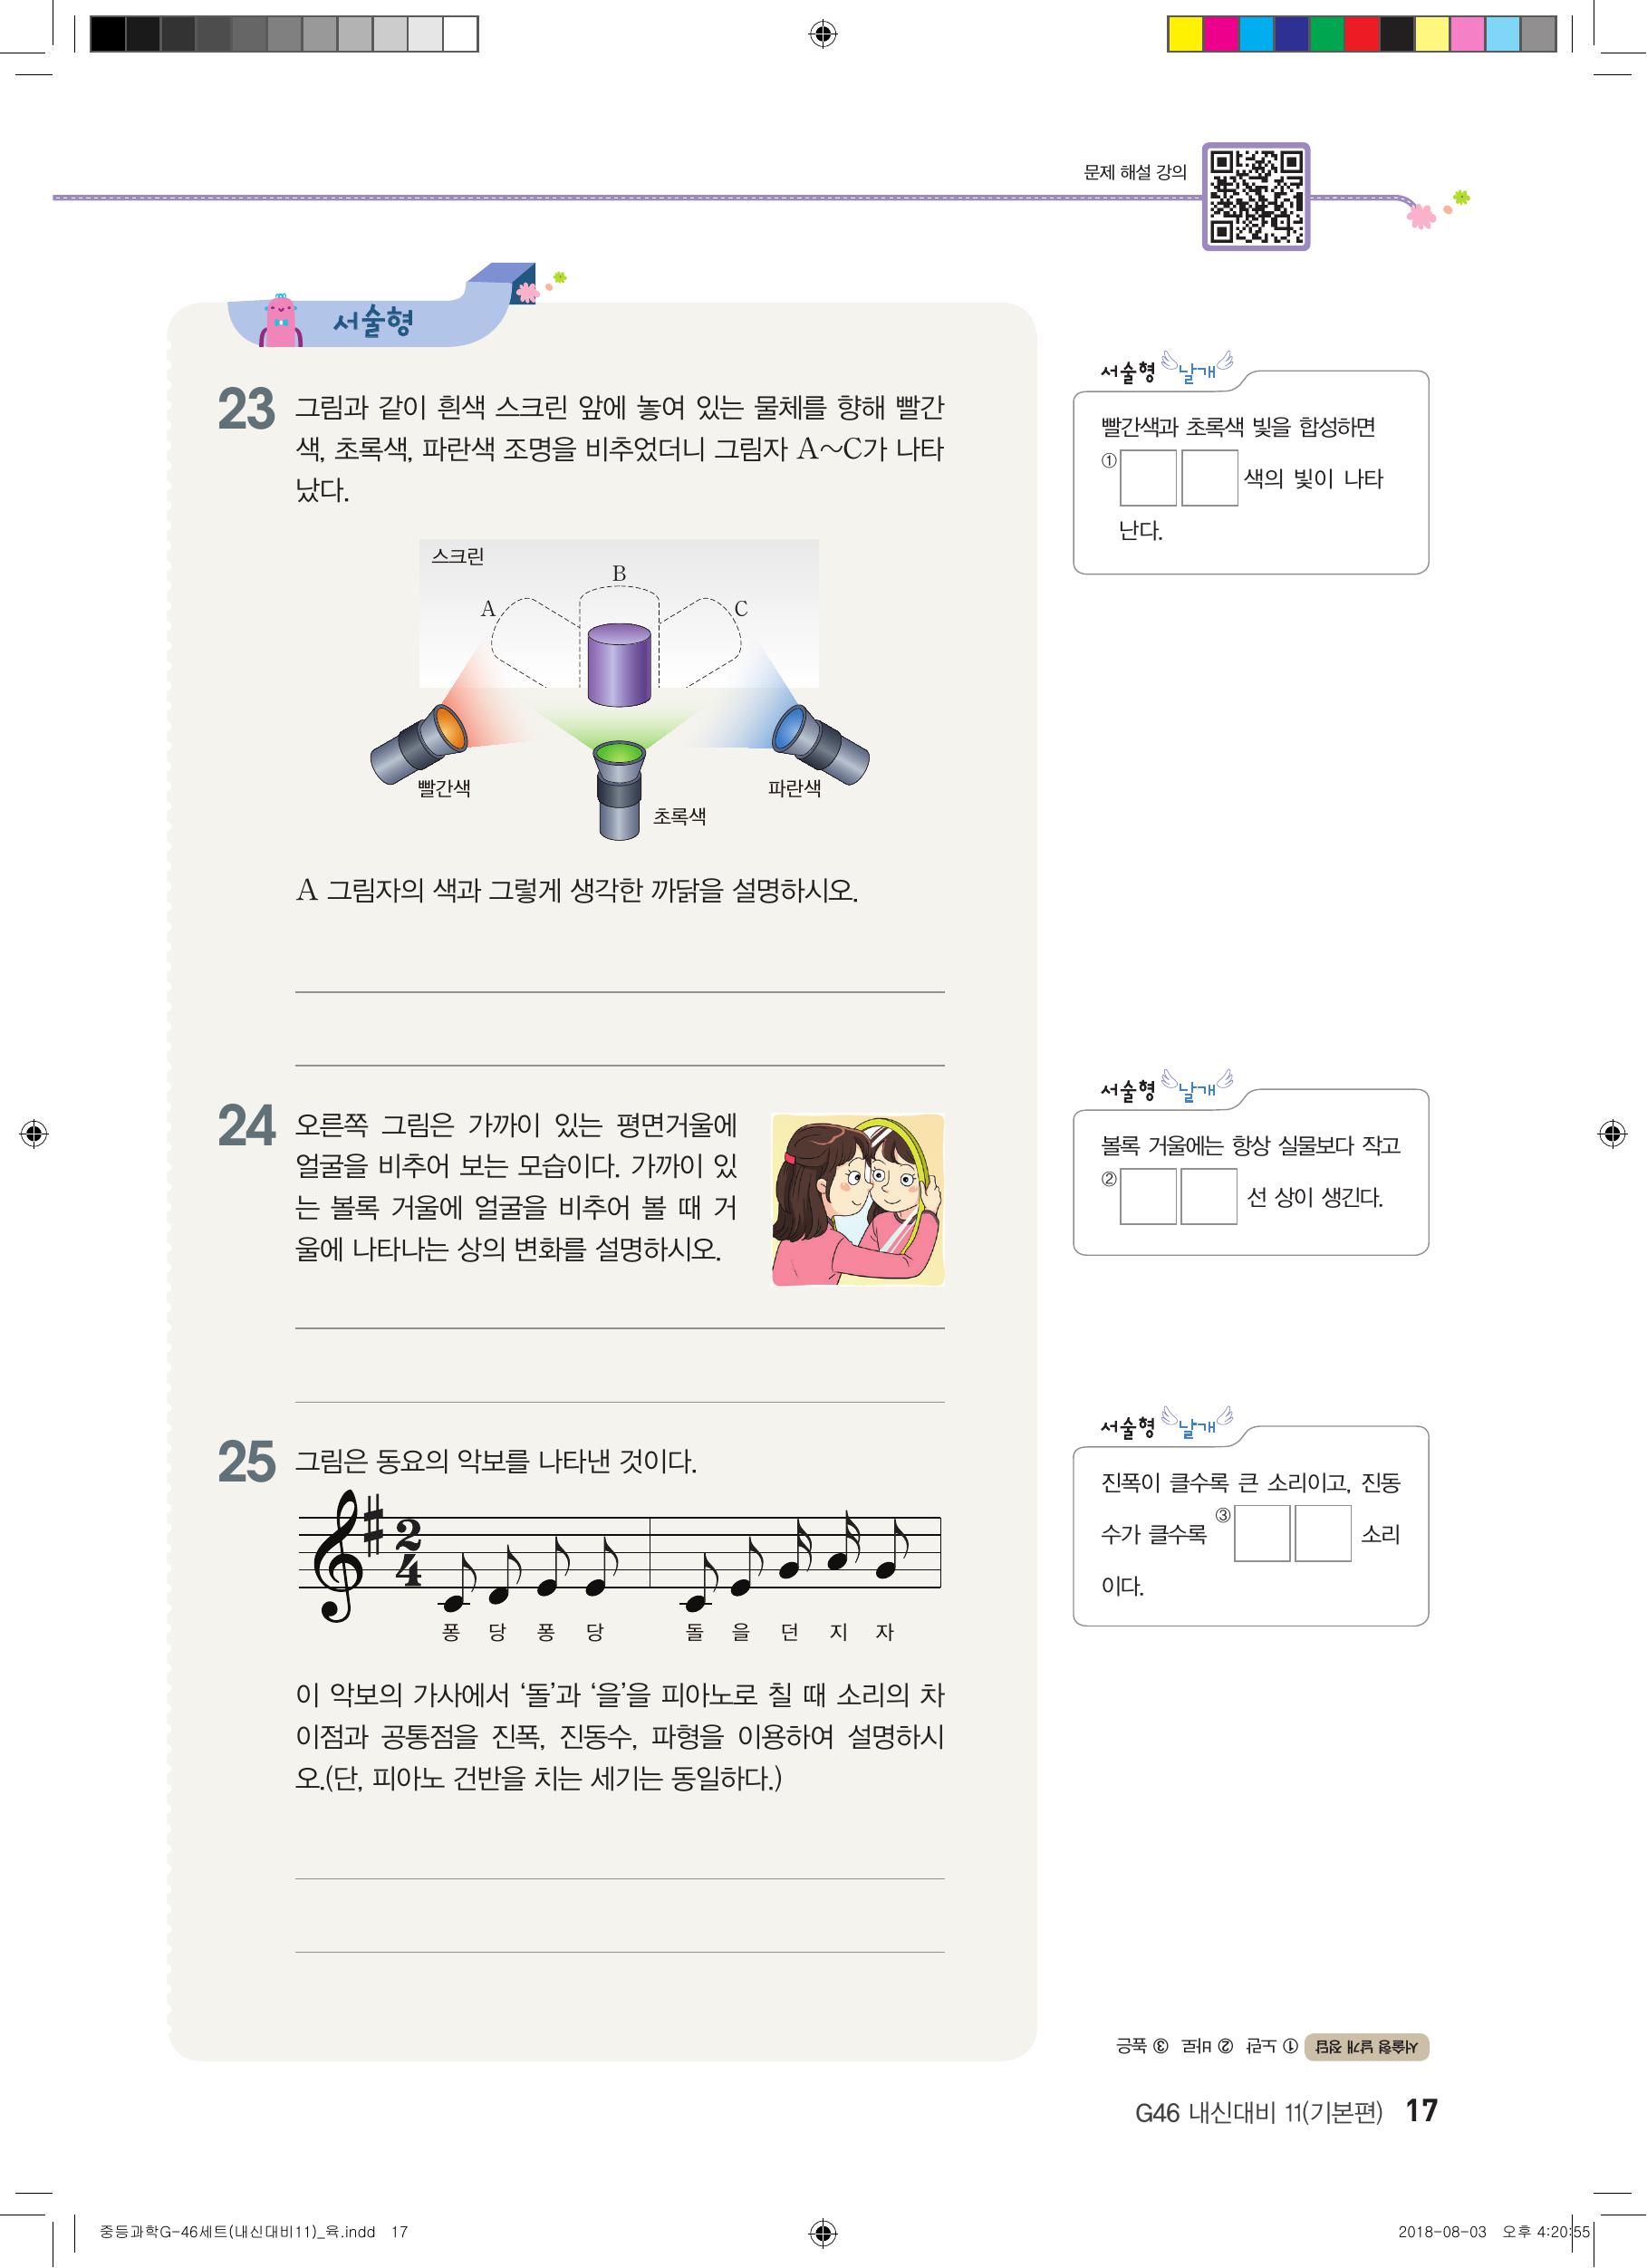 문제 해설 강의
서술형
23 그림과 같이 흰색 스크린 앞에 놓여 있는 물체를 향해 빨간
색, 초록색, 파란색 조명을 비추었더니 그림자 A~C가 나타
났다.
스크린
B
A
C
빨간색
파란색
초록색
A 그림자의 색과 그렇게 생각한 까닭을 설명하시오.
서술형 날개
빨간색과 초록색 빛을 합성하면
① 색의 빛이 나타
난다.
24 오른쪽 그림은 가까이 있는 평면거울에
얼굴을 비추어 보는 모습이다. 가까이 있
는 볼록 거울에 얼굴을 비추어 볼 때 거
울에 나타나는 상의 변화를 설명하시오.
서술형 날개
볼록 거울에는 항상 실물보다 작고
② 선 상이 생긴다.
25 그림은 동요의 악보를 나타낸 것이다.
2
4
퐁 당 퐁 당 돌 을 던 지 자
이 악보의 가사에서 ‘돌’과 ‘을’을 피아노로 칠 때 소리의 차
이점과 공통점을 진폭, 진동수, 파형을 이용하여 설명하시
오.(단, 피아노 건반을 치는 세기는 동일하다.)
서술형 날개
진폭이 클수록 큰 소리이고, 진동
수가 클수록 ③ 소리
이다.
서술형 날개 정답 ① 노란 ② 바로 ③ 높은
G46 내신대비 11(기본편) 17
중등과학G-46세트(내신대비11)_육.indd 17
2018-08-03 오후 4:20:55